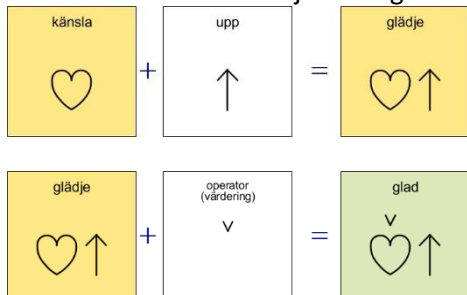 känsla + upp = glädje
glädje + operator (värdering) = glad